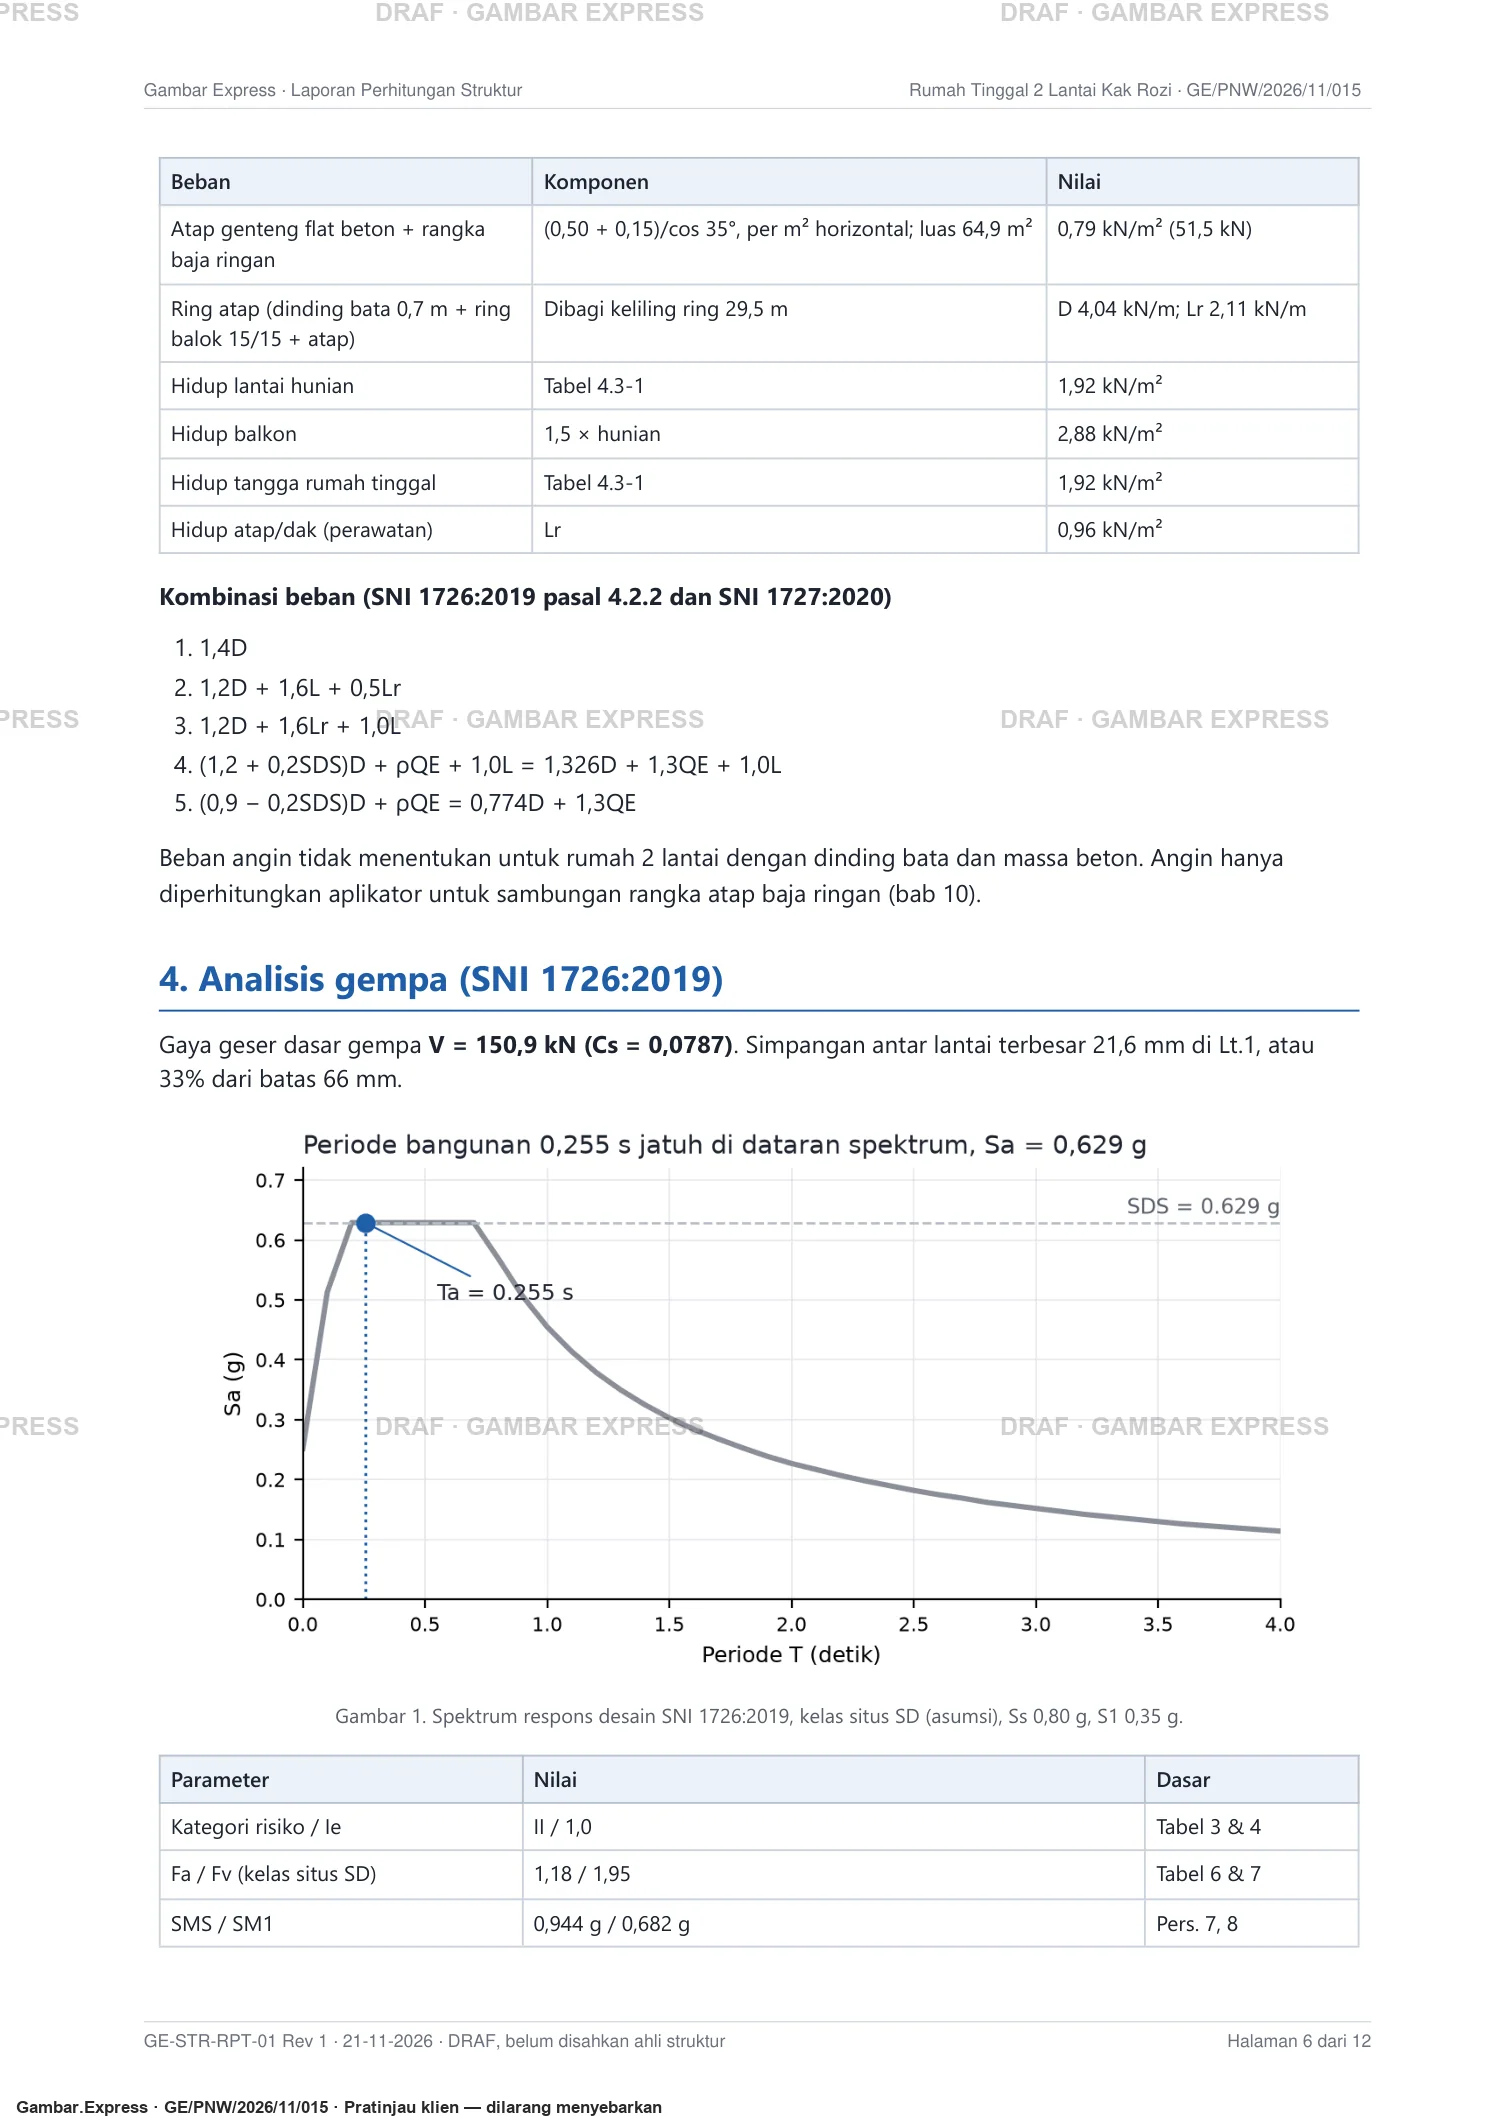 PRESS
DRAF · GAMBAR EXPRESS
DRAF · GAMBAR EXPRESS
Gambar Express · Laporan Perhitungan Struktur
Rumah Tinggal 2 Lantai Kak Rozi · GE/PNW/2026/11/015
Beban
Komponen
Nilai
Atap genteng flat beton + rangka
baja ringan
(0,50 + 0,15)/cos 35°, per m² horizontal; luas 64,9 m²
0,79 kN/m² (51,5 kN)
Ring atap (dinding bata 0,7 m + ring
balok 15/15 + atap)
Dibagi keliling ring 29,5 m
D 4,04 kN/m; Lr 2,11 kN/m
Hidup lantai hunian
Tabel 4.3-1
1,92 kN/m²
Hidup balkon
1,5 × hunian
2,88 kN/m²
Hidup tangga rumah tinggal
Tabel 4.3-1
1,92 kN/m²
Hidup atap/dak (perawatan)
Lr
0,96 kN/m²
Kombinasi beban (SNI 1726:2019 pasal 4.2.2 dan SNI 1727:2020)
1. 1,4D
2. 1,2D + 1,6L + 0,5Lr
PRESS
DRAF · GAMBAR EXPRESS
DRAF · GAMBAR EXPRESS
3. 1,2D + 1,6Lr + 1,0L
4. (1,2 + 0,2SDS)D + ρQE + 1,0L = 1,326D + 1,3QE + 1,0L
5. (0,9 − 0,2SDS)D + ρQE = 0,774D + 1,3QE
Beban angin tidak menentukan untuk rumah 2 lantai dengan dinding bata dan massa beton. Angin hanya
diperhitungkan aplikator untuk sambungan rangka atap baja ringan (bab 10).
4. Analisis gempa (SNI 1726:2019)
Gaya geser dasar gempa V = 150,9 kN (Cs = 0,0787). Simpangan antar lantai terbesar 21,6 mm di Lt.1, atau
33% dari batas 66 mm.
Periode bangunan 0,255 s jatuh di dataran spektrum, Sa = 0,629 g
0.7
SDS = 0.629 g
0.6
Ta = 0.255 s
0.5
0.4
Sa (g)
0.3
PRESS
DRAF · GAMBAR EXPRESS
DRAF · GAMBAR EXPRESS
0.2
0.1
0.0
0.0 0.5 1.0 1.5 2.0 2.5 3.0 3.5 4.0
Periode T (detik)
Gambar 1. Spektrum respons desain SNI 1726:2019, kelas situs SD (asumsi), Ss 0,80 g, S1 0,35 g.
Parameter
Nilai
Dasar
Kategori risiko / Ie
II / 1,0
Tabel 3 & 4
Fa / Fv (kelas situs SD)
1,18 / 1,95
Tabel 6 & 7
SMS / SM1
0,944 g / 0,682 g
Pers. 7, 8
GE-STR-RPT-01 Rev 1 · 21-11-2026 · DRAF, belum disahkan ahli struktur
Halaman 6 dari 12
Gambar.Express · GE/PNW/2026/11/015 · Pratinjau klien — dilarang menyebarkan